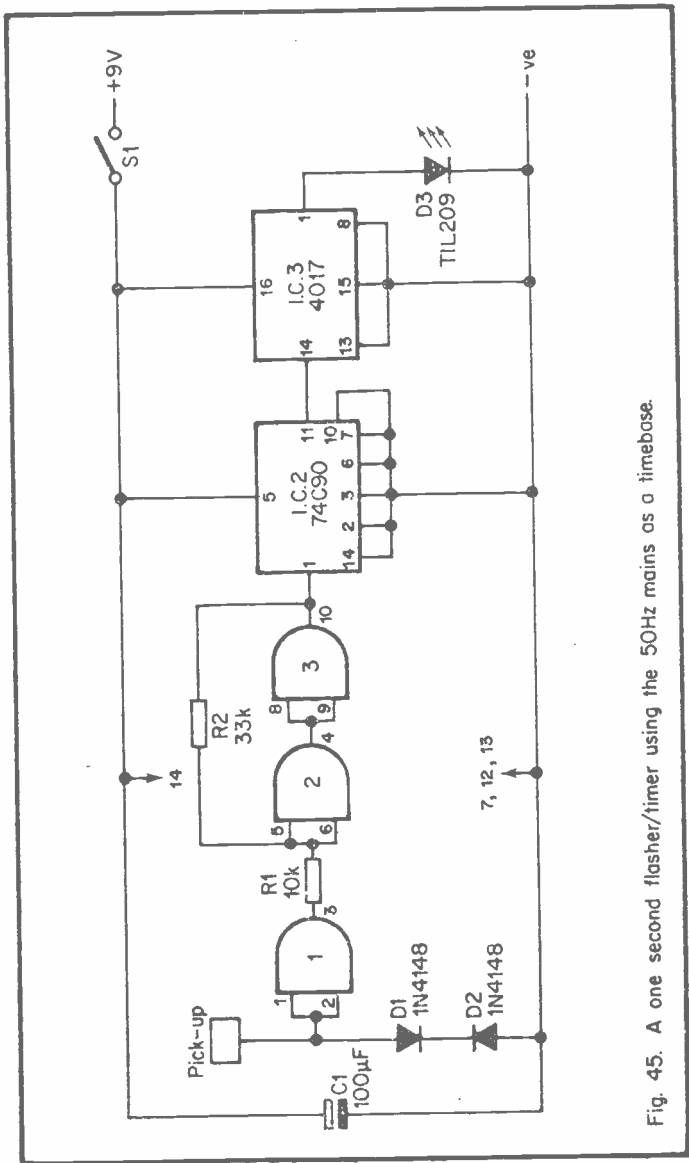 +9V
S1
Pick-up
C1
100µF
D1
1N4148
D2
1N4148
1
2
1
3
R1
10k
5
6
2
4
R2
33k
8
9
3
10
14
7, 12, 13
1
5
I.C.2
74C90
11
10
14
2
3
6
7
14
16
I.C.3
4017
1
13
15
8
D3
TIL209
-ve
Fig. 45. A one second flasher/timer using the 50Hz mains as a timebase.